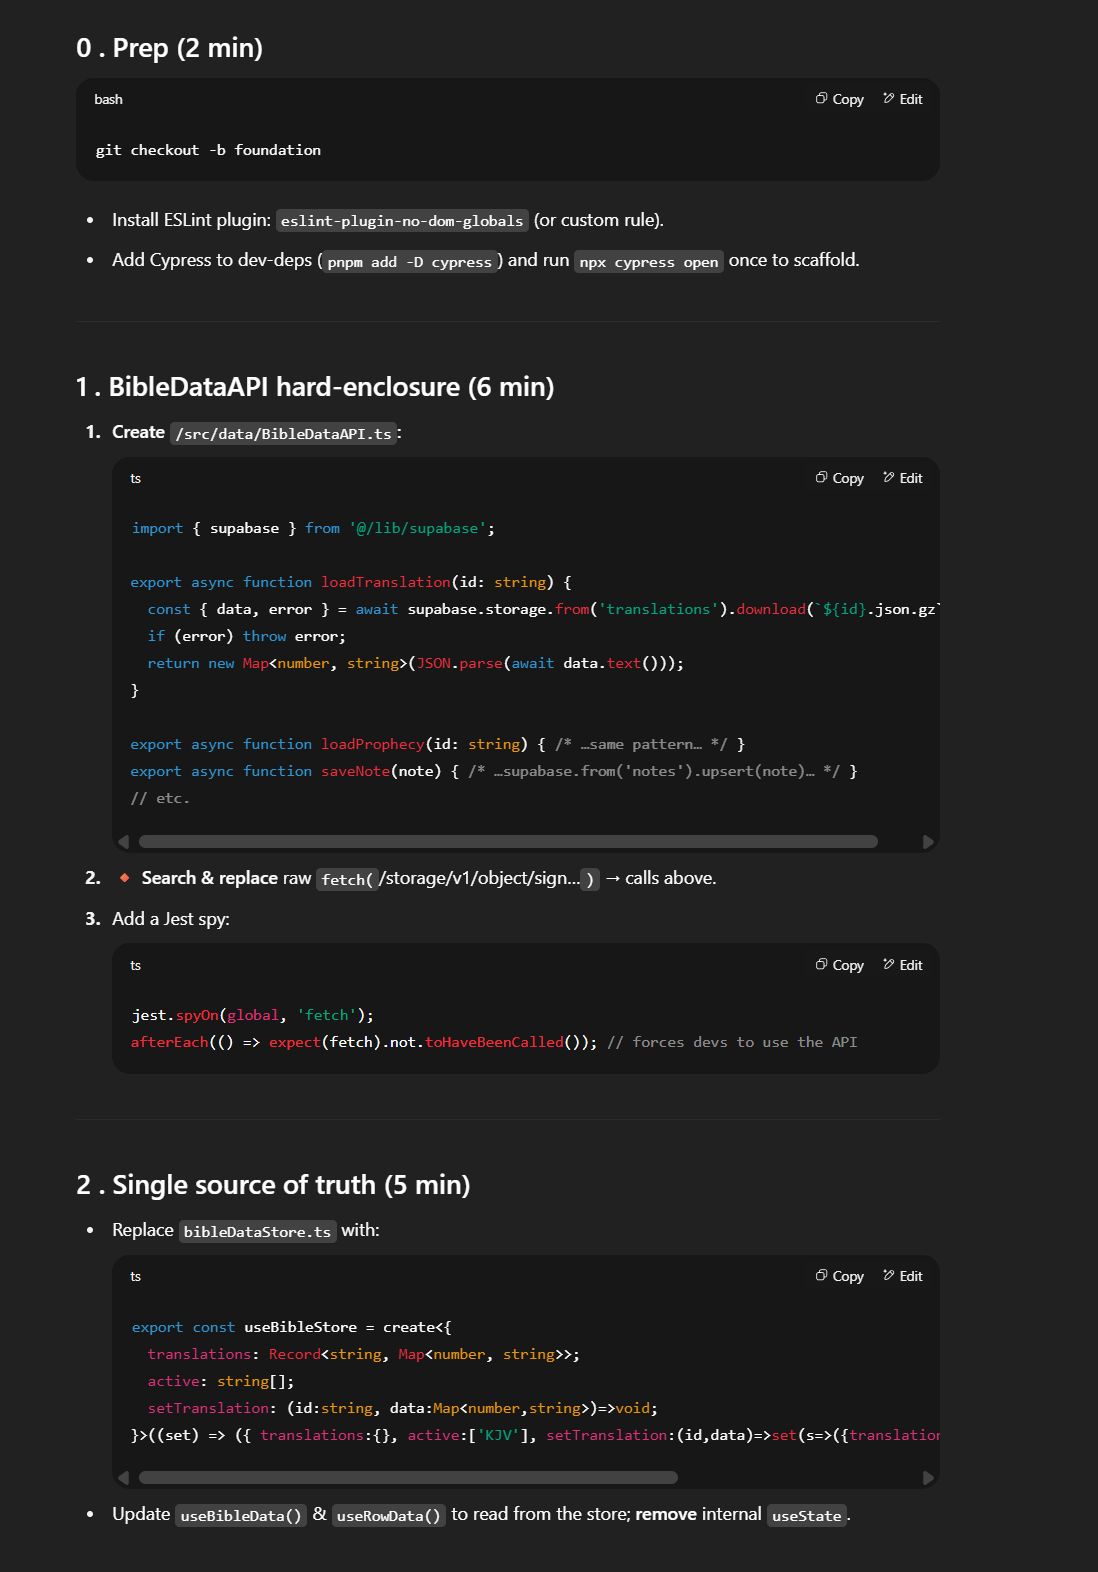 0 . Prep (2 min)
bash
Copy
Edit
git checkout -b foundation
• Install ESLint plugin: eslint-plugin-no-dom-globals (or custom rule).
• Add Cypress to dev-deps (pnpm add -D cypress) and run npx cypress open once to scaffold.
1 . BibleDataAPI hard-enclosure (6 min)
1. Create /src/data/BibleDataAPI.ts:
ts
Copy
Edit
import { supabase } from '@/lib/supabase';
export async function loadTranslation(id: string) {
  const { data, error } = await supabase.storage.from('translations').download(`${id}.json.gz`
  if (error) throw error;
  return new Map<number, string>(JSON.parse(await data.text()));
}
export async function loadProphecy(id: string) { /* …same pattern… */ }
export async function saveNote(note) { /* …supabase.from('notes').upsert(note)… */ }
// etc.
2. 🔸 Search & replace raw fetch(/storage/v1/object/sign...) → calls above.
3. Add a Jest spy:
ts
Copy
Edit
jest.spyOn(global, 'fetch');
afterEach(() => expect(fetch).not.toHaveBeenCalled()); // forces devs to use the API
2 . Single source of truth (5 min)
• Replace bibleDataStore.ts with:
ts
Copy
Edit
export const useBibleStore = create<{
  translations: Record<string, Map<number, string>>;
  active: string[];
  setTranslation: (id:string, data:Map<number,string>)=>void;
}>((set) => ({ translations:{}, active:['KJV'], setTranslation:(id,data)=>set(s=>({translation
• Update useBibleData() & useRowData() to read from the store; remove internal useState.